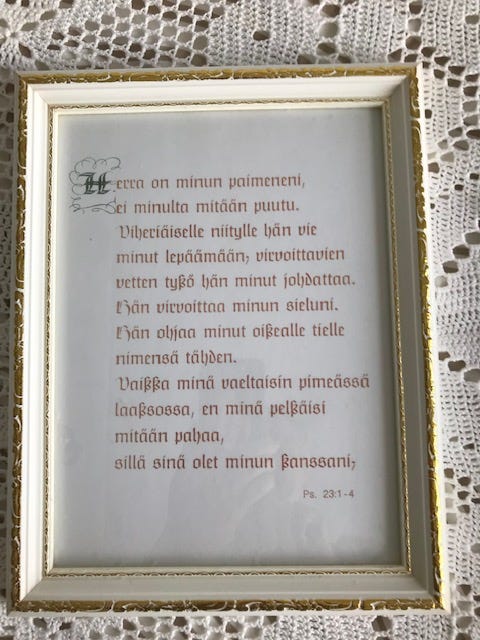 Herra on minun paimeneni,
ei minulta mitään puutu.
Viheriäiselle niitylle hän vie
minut lepäämään; virvoittavien
vetten tykö hän minut johdattaa.
Hän virvoittaa minun sieluni.
Hän ohjaa minut oikealle tielle
nimensä tähden.
Vaikka minä vaeltaisin pimeässä
laaksossa, en minä pelkäisi
mitään pahaa,
sillä sinä olet minun kanssani;
Ps. 23:1-4